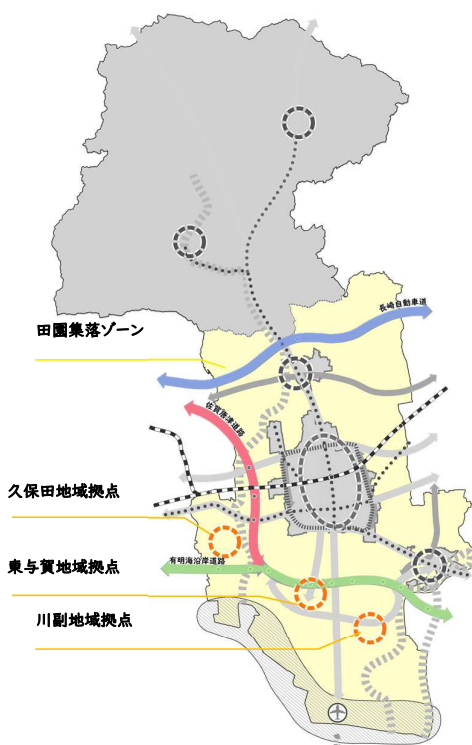 長崎自動車道
田園集落ゾーン
佐賀唐津道路
久保田地域拠点
有明海沿岸道路
東与賀地域拠点
川副地域拠点